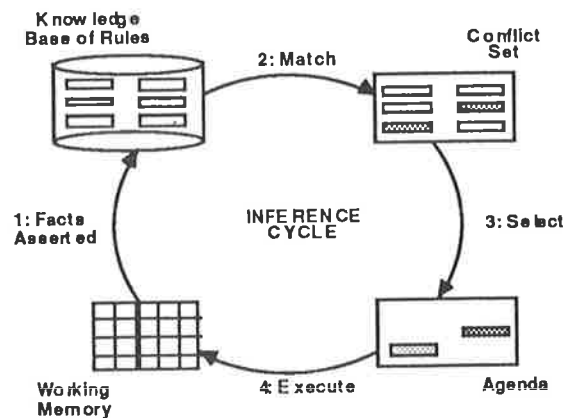 Knowledge
Base of Rules
2: Match
Conflict
Set
1: Facts
Asserted
INFERENCE
CYCLE
3: Select
Working
Memory
4: Execute
Agenda